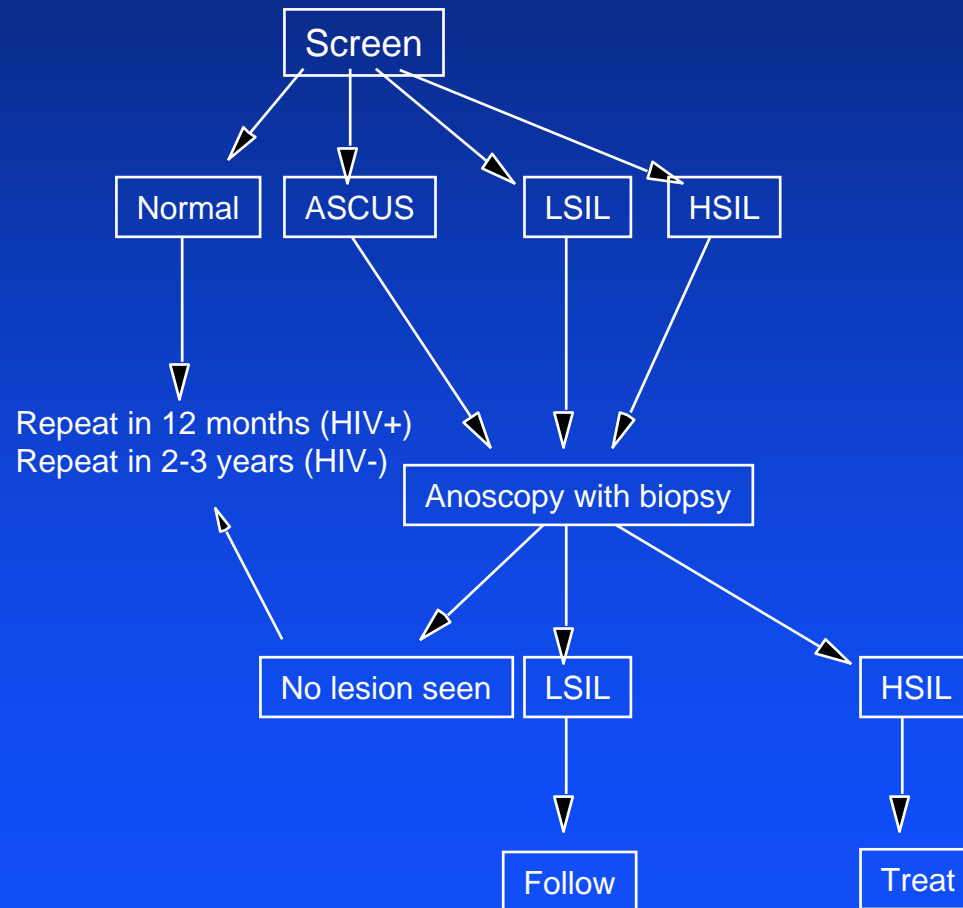 Screen
Normal
ASCUS
LSIL
HSIL
Repeat in 12 months (HIV+)
Repeat in 2-3 years (HIV-)
Anoscopy with biopsy
No lesion seen
LSIL
HSIL
Follow
Treat